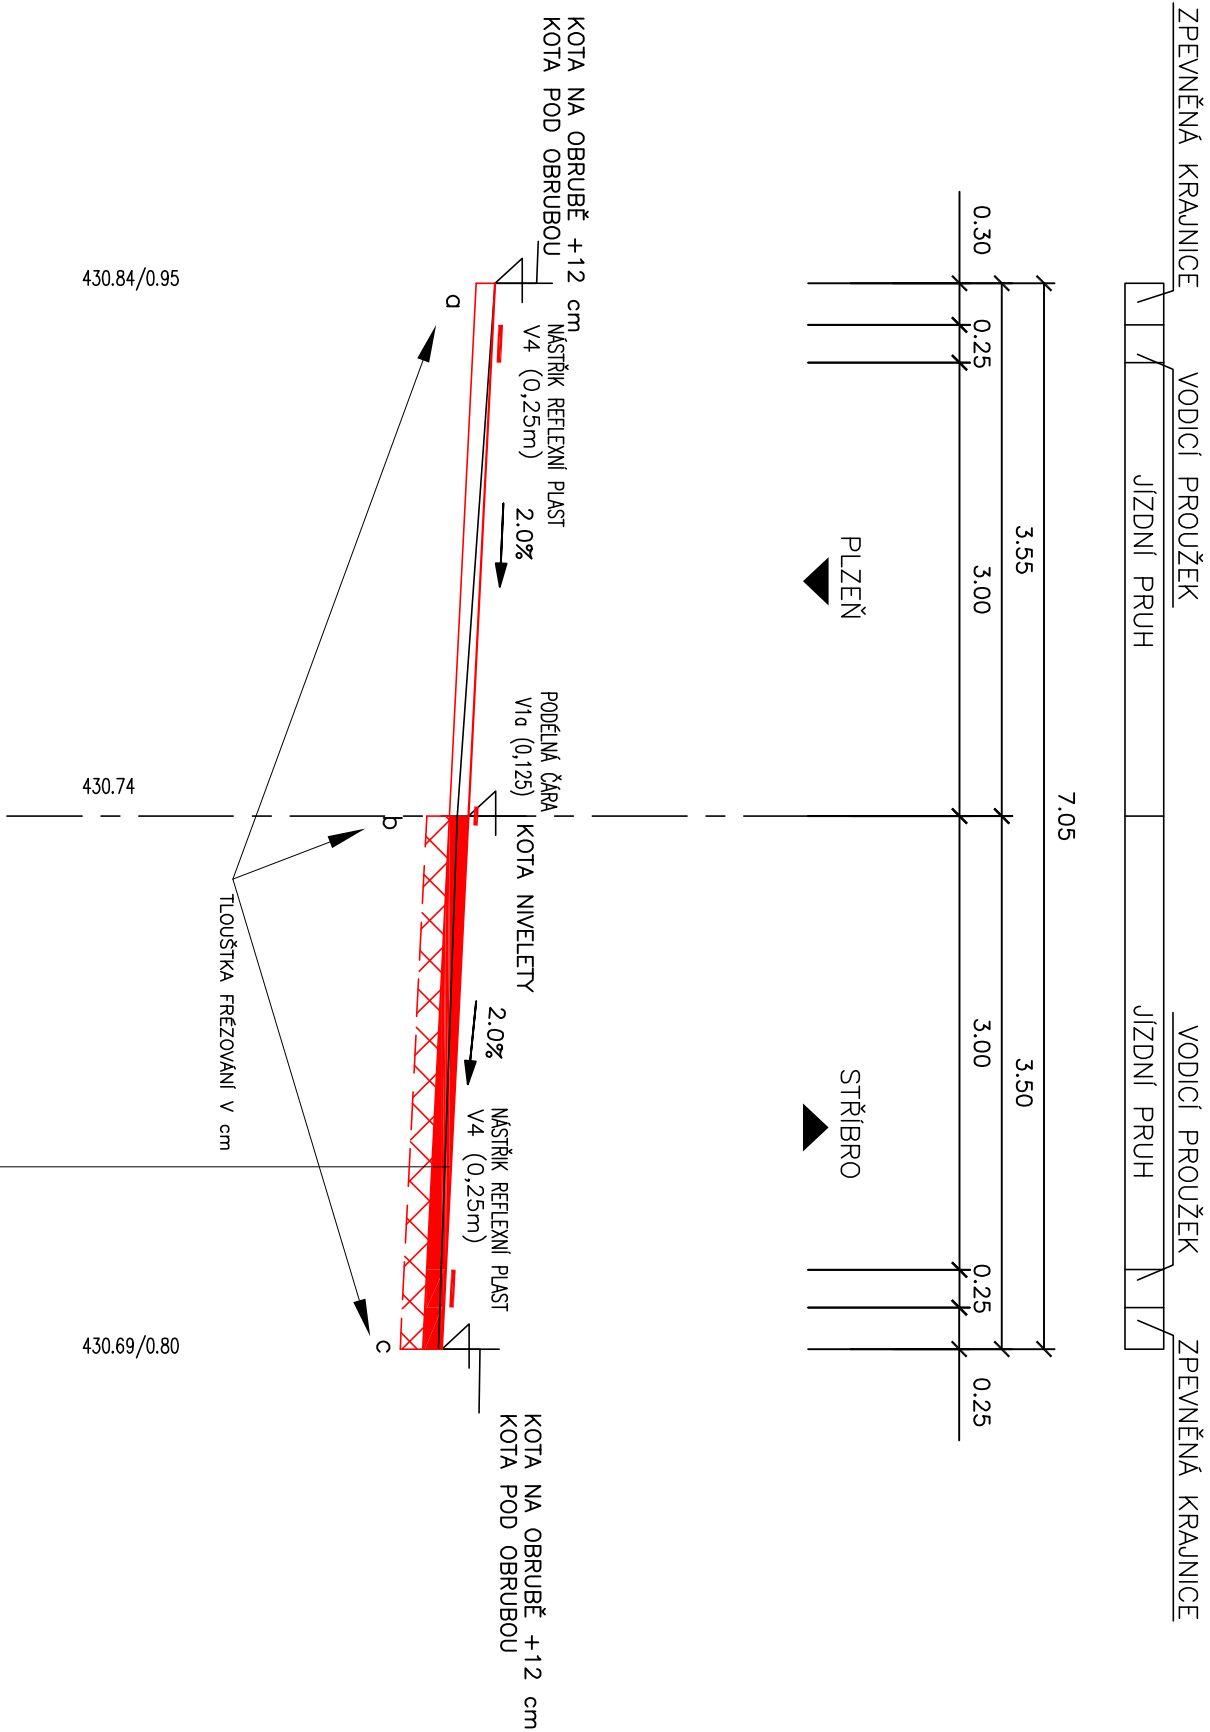 ZPEVNĚNÁ KRAJNICE
VODICÍ PROUŽEK
VODICÍ PROUŽEK
ZPEVNĚNÁ KRAJNICE
JÍZDNÍ PRUH
JÍZDNÍ PRUH
7.05
3.55
3.50
0.30
0.25
3.00
3.00
0.25
0.25
PLZEŇ
STŘÍBRO
KOTA NA OBRUBĚ +12 cm
KOTA POD OBRUBOU
NÁSTŘIK REFLEXNÍ PLAST
V4 (0,25m)
2.0%
PODÉLNÁ ČÁRA
V1a (0,125)
KOTA NIVELETY
2.0%
NÁSTŘIK REFLEXNÍ PLAST
V4 (0,25m)
KOTA NA OBRUBĚ +12 cm
KOTA POD OBRUBOU
a
b
c
TLOUŠTKA FRÉZOVÁNÍ V cm
430.84/0.95
430.74
430.69/0.80